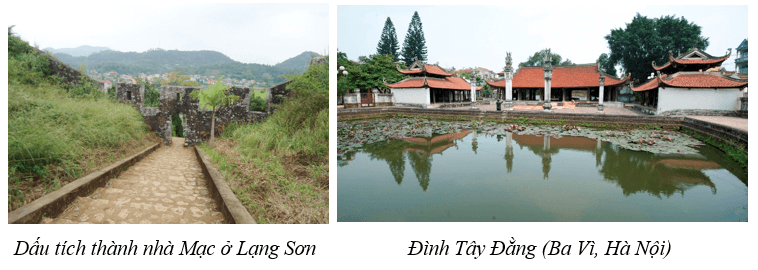 Dấu tích thành nhà Mạc ở Lạng Sơn
Đình Tây Đằng (Ba Vì, Hà Nội)